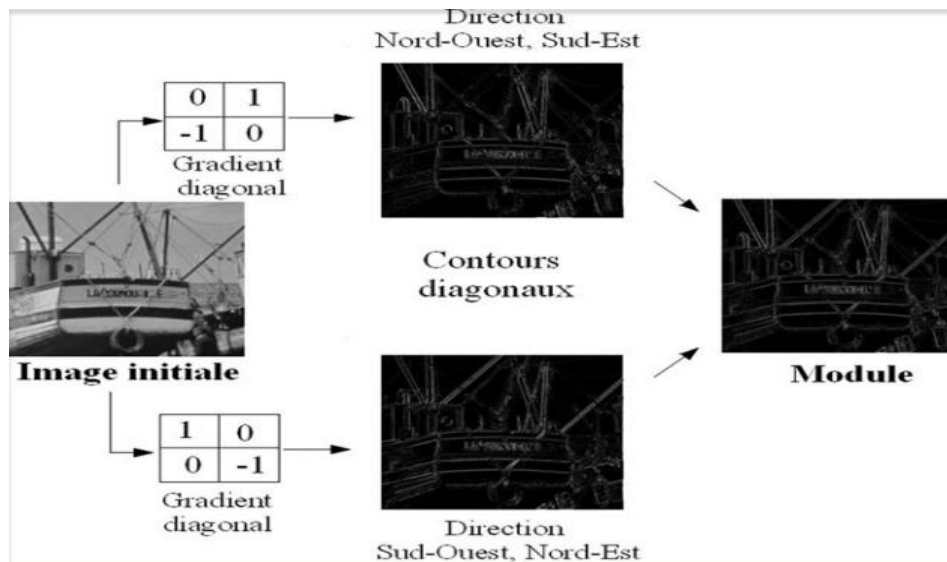 Direction
Nord-Ouest, Sud-Est
0 1
-1 0
Gradient
diagonal
Contours
diagonaux
Image initiale
Module
1 0
0 -1
Gradient
diagonal
Direction
Sud-Ouest, Nord-Est